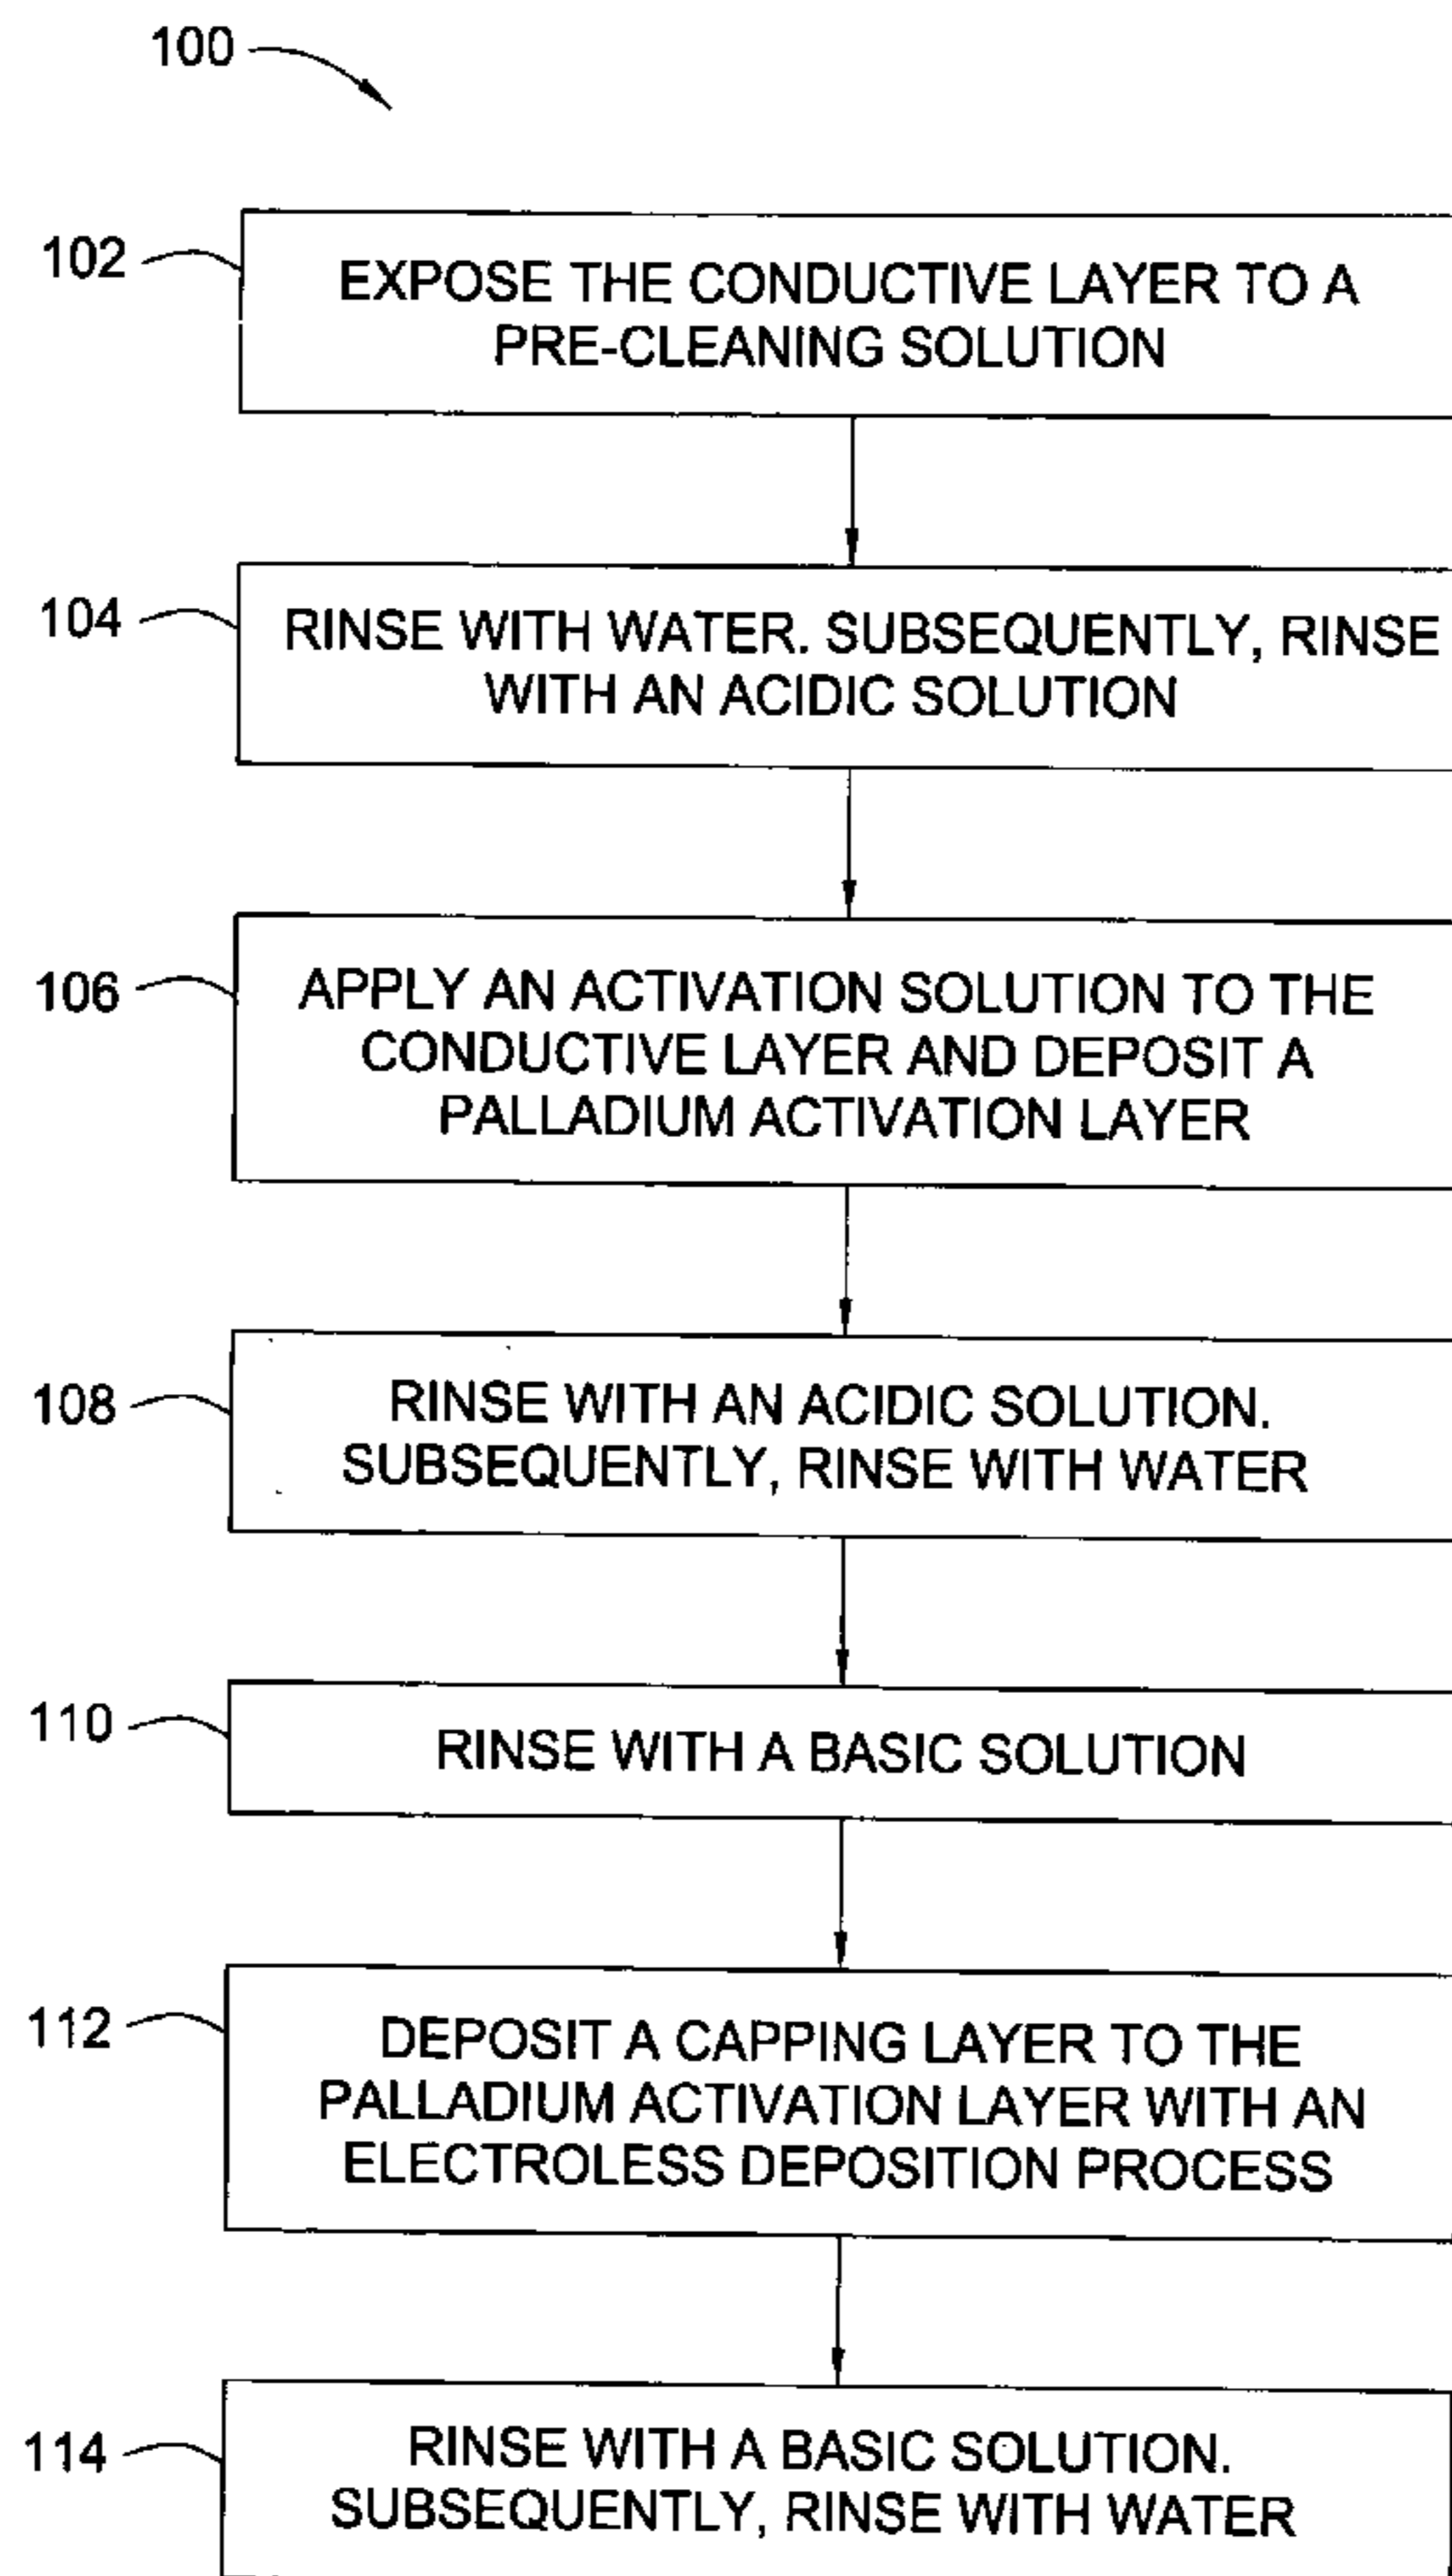 100
102
EXPOSE THE CONDUCTIVE LAYER TO A
PRE-CLEANING SOLUTION
104
RINSE WITH WATER. SUBSEQUENTLY, RINSE
WITH AN ACIDIC SOLUTION
106
APPLY AN ACTIVATION SOLUTION TO THE
CONDUCTIVE LAYER AND DEPOSIT A
PALLADIUM ACTIVATION LAYER
108
RINSE WITH AN ACIDIC SOLUTION.
SUBSEQUENTLY, RINSE WITH WATER
110
RINSE WITH A BASIC SOLUTION
112
DEPOSIT A CAPPING LAYER TO THE
PALLADIUM ACTIVATION LAYER WITH AN
ELECTROLESS DEPOSITION PROCESS
114
RINSE WITH A BASIC SOLUTION.
SUBSEQUENTLY, RINSE WITH WATER